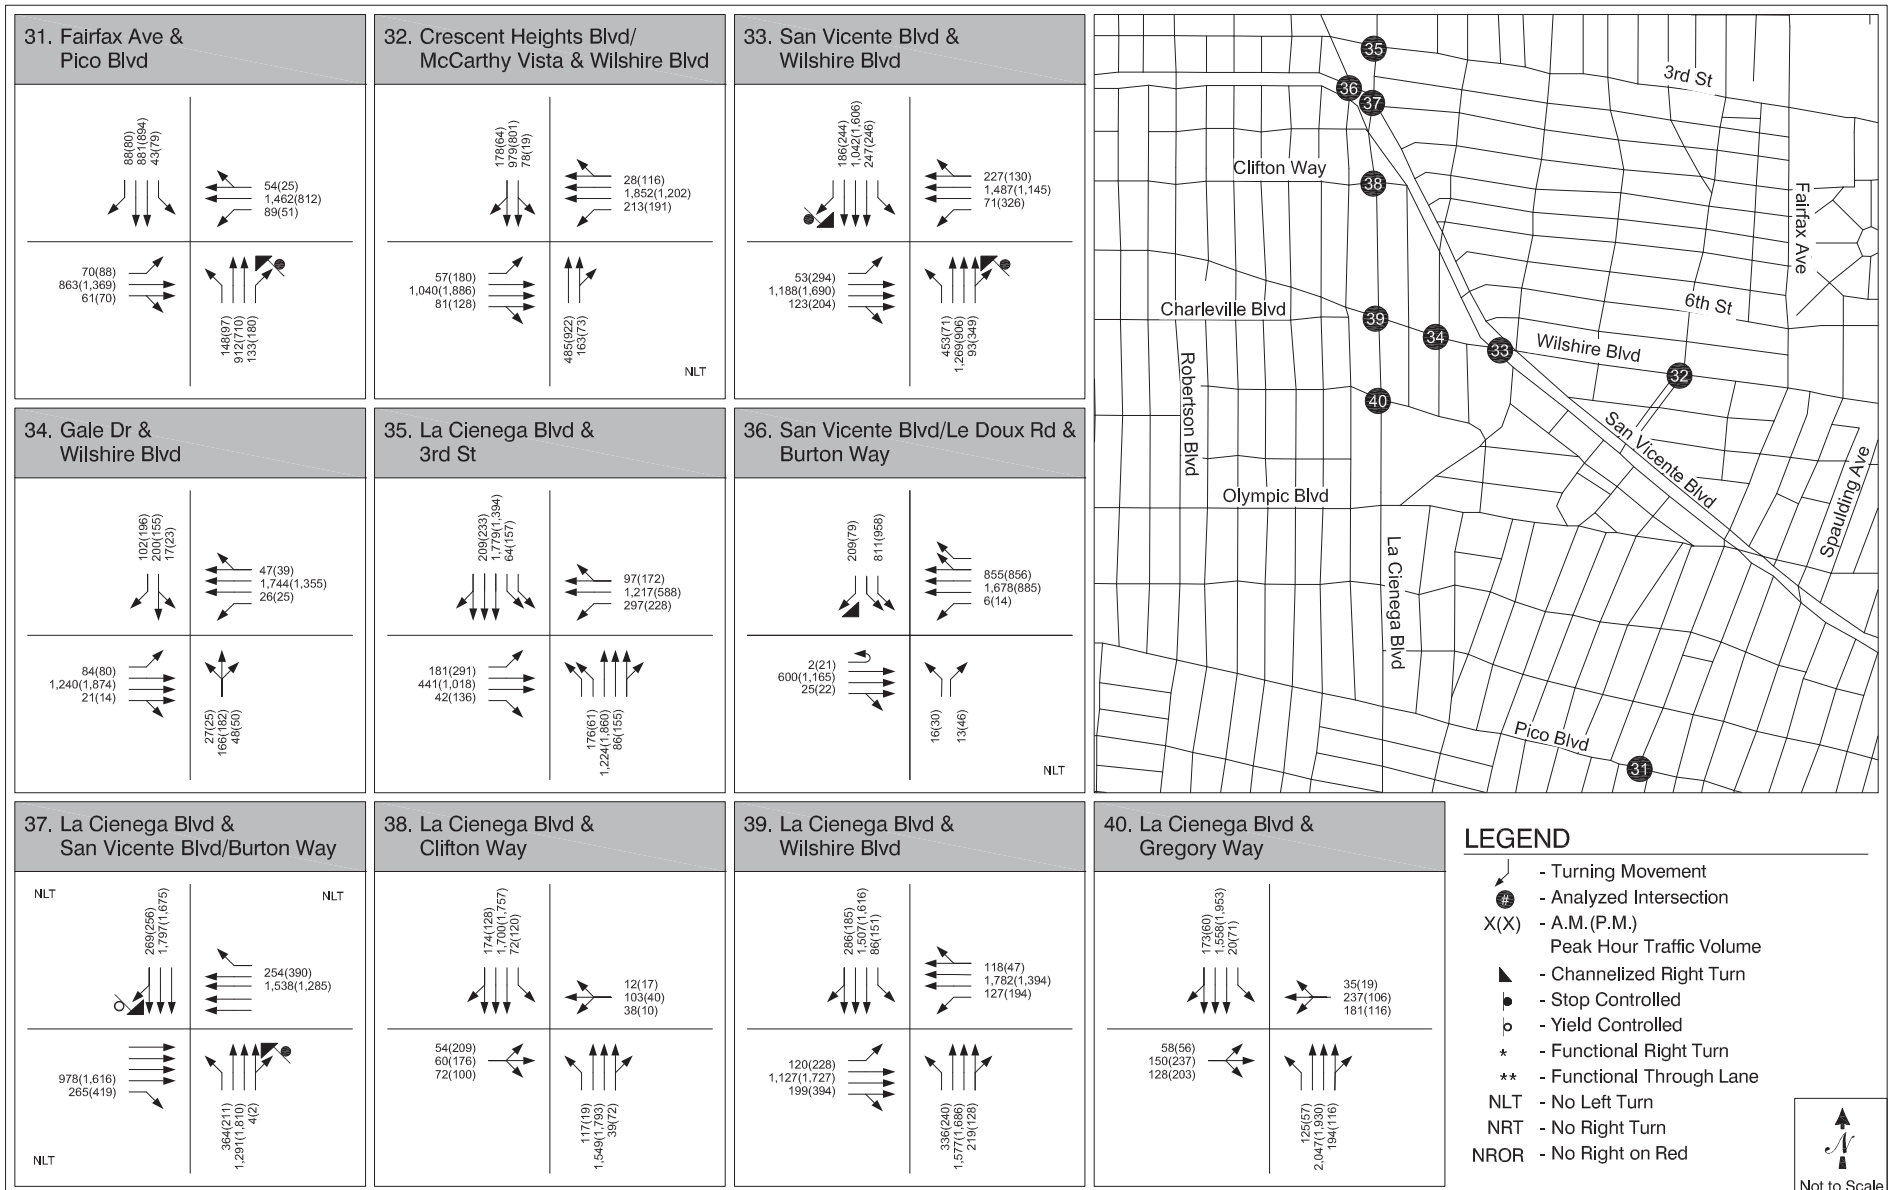 31. Fairfax Ave &
Pico Blvd
88(80)
881(894)
43(79)
54(25)
1,462(812)
89(51)
70(88)
863(1,369)
61(70)
148(97)
912(710)
133(180)
32. Crescent Heights Blvd/
McCarthy Vista & Wilshire Blvd
178(64)
979(801)
78(19)
28(116)
1,852(1,202)
213(191)
57(180)
1,040(1,886)
81(128)
485(922)
163(73)
NLT
33. San Vicente Blvd &
Wilshire Blvd
186(244)
1,042(1,606)
247(246)
227(130)
1,487(1,145)
71(326)
53(294)
1,188(1,690)
123(204)
453(71)
1,269(906)
93(349)
34. Gale Dr &
Wilshire Blvd
102(196)
200(155)
17(23)
47(39)
1,744(1,355)
26(25)
84(80)
1,240(1,874)
21(14)
27(25)
166(182)
48(50)
35. La Cienega Blvd &
3rd St
209(233)
1,779(1,394)
64(157)
97(172)
1,217(588)
297(228)
181(291)
441(1,018)
42(136)
176(61)
1,224(1,860)
86(155)
36. San Vicente Blvd/Le Doux Rd &
Burton Way
209(79)
811(958)
855(856)
1,678(885)
6(14)
2(21)
600(1,165)
25(22)
16(30)
13(46)
NLT
37. La Cienega Blvd &
San Vicente Blvd/Burton Way
NLT
NLT
269(256)
1,797(1,675)
254(390)
1,538(1,285)
978(1,616)
265(419)
364(211)
1,291(1,810)
4(2)
NLT
38. La Cienega Blvd &
Clifton Way
174(128)
1,700(1,757)
72(120)
12(17)
103(40)
38(10)
54(209)
60(176)
72(100)
117(19)
1,549(1,793)
39(72)
39. La Cienega Blvd &
Wilshire Blvd
286(185)
1,507(1,616)
86(151)
118(47)
1,782(1,394)
127(194)
120(228)
1,127(1,727)
199(394)
336(240)
1,577(1,686)
219(128)
40. La Cienega Blvd &
Gregory Way
173(60)
1,558(1,953)
20(71)
35(19)
237(106)
181(116)
58(56)
150(237)
128(203)
125(57)
2,047(1,930)
194(116)
35
36
37
3rd St
Clifton Way
38
Fairfax Ave
Charleville Blvd
39
34
33
6th St
Wilshire Blvd
32
40
Robertson Blvd
San Vicente Blvd
Spaulding Ave
Olympic Blvd
La Cienega Blvd
Pico Blvd
31
LEGEND
- Turning Movement
# - Analyzed Intersection
X(X) - A.M.(P.M.)
Peak Hour Traffic Volume
- Channelized Right Turn
- Stop Controlled
- Yield Controlled
* - Functional Right Turn
** - Functional Through Lane
NLT - No Left Turn
NRT - No Right Turn
NROR - No Right on Red
N
Not to Scale